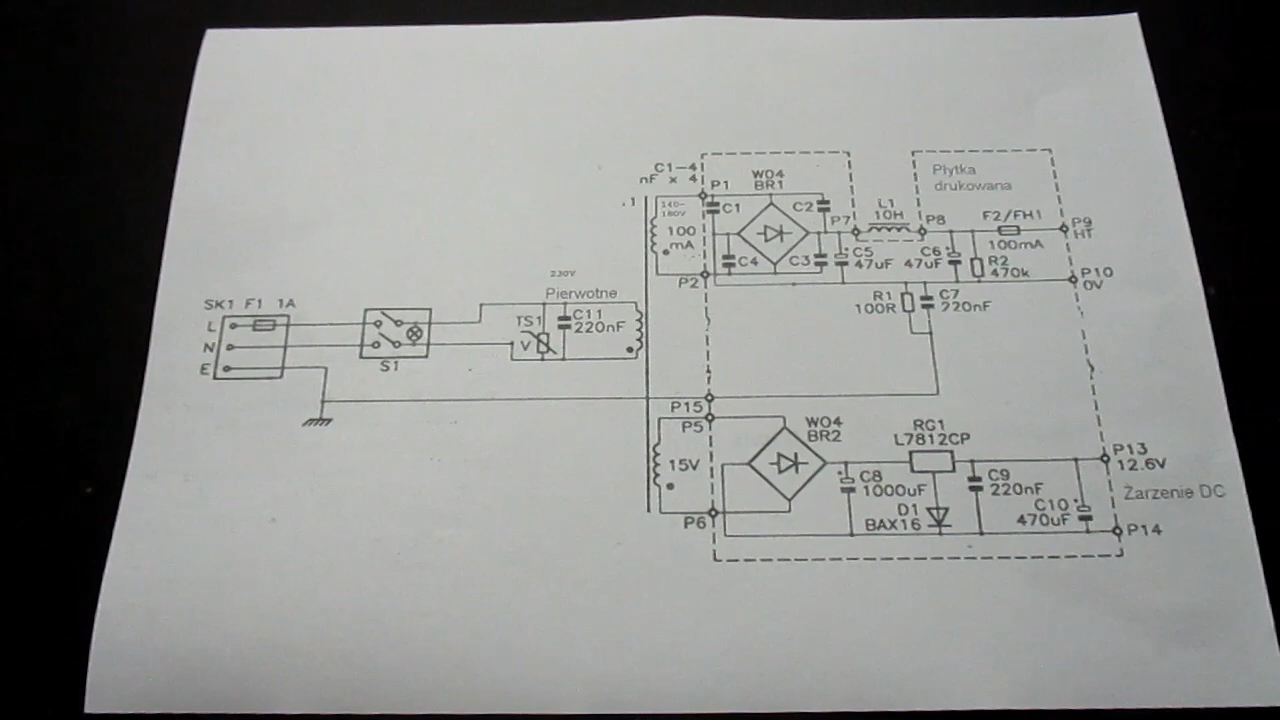 C1-4
nF x 4
P1
W04
BR1
Płytka
drukowana
.1
140-
180V
C1
C2
L1
10H
P7
P8
F2/FH1
P9
HT
100
mA
100mA
C4
C3
C5
47uF
C6
47uF
R2
470k
P2
P10
0V
230V
Pierwotne
R1
100R
C7
220nF
SK1 F1 1A
L
N
E
S1
TS1
V
C11
220nF
P15
P5
W04
BR2
RG1
L7812CP
P13
12.6V
15V
C8
1000uF
C9
220nF
Żarzenie DC
D1
BAX16
C10
470uF
P6
P14